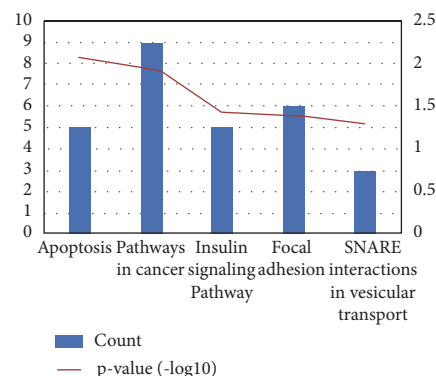 10
9
8
7
6
5
4
3
2
1
0
2.5
2
1.5
1
0.5
0
Apoptosis
Pathways
in cancer
Insulin
signaling
Pathway
Focal
adhesion
SNARE
interactions
in vesicular
transport
Count
p-value (-log10)